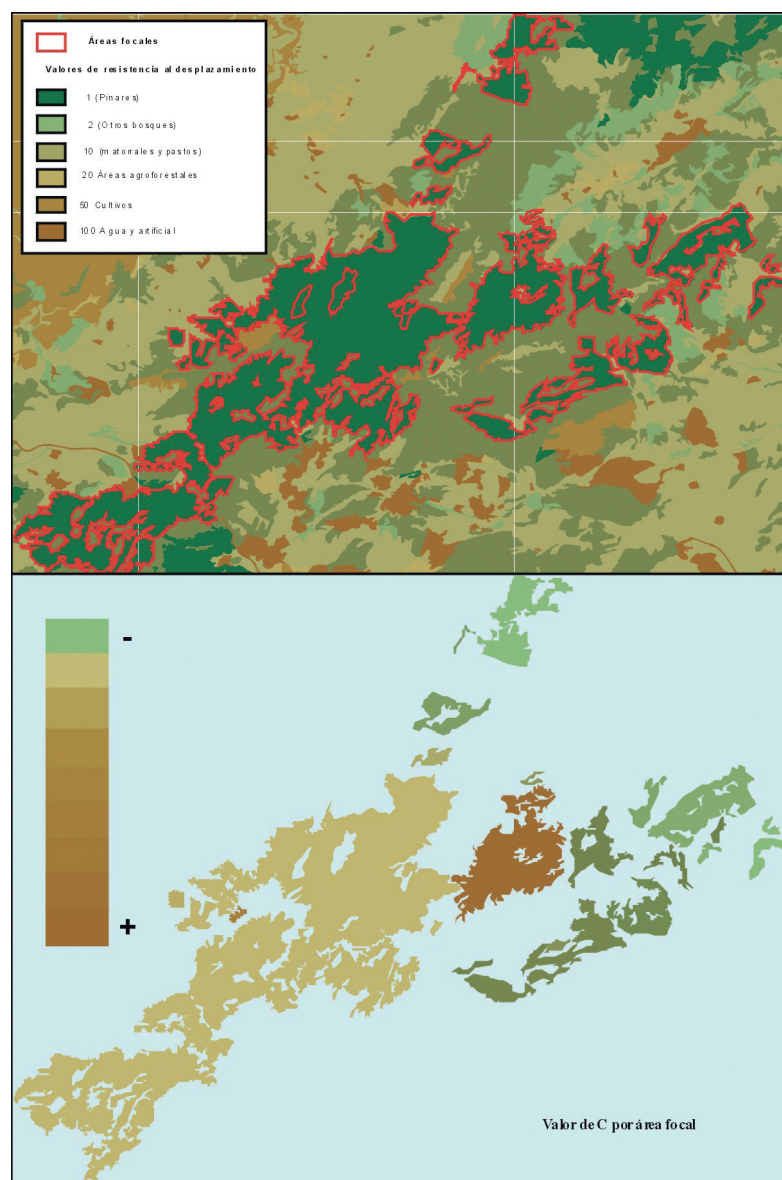 Áreas focales
Valores de resistencia al desplazamiento
1 (Pinares)
2 (Otros bosques)
10 (matorrales y pastos)
20 Áreas agroforestales
50 Cultivos
100 Agua y artificial
-
+
Valor de C por área focal